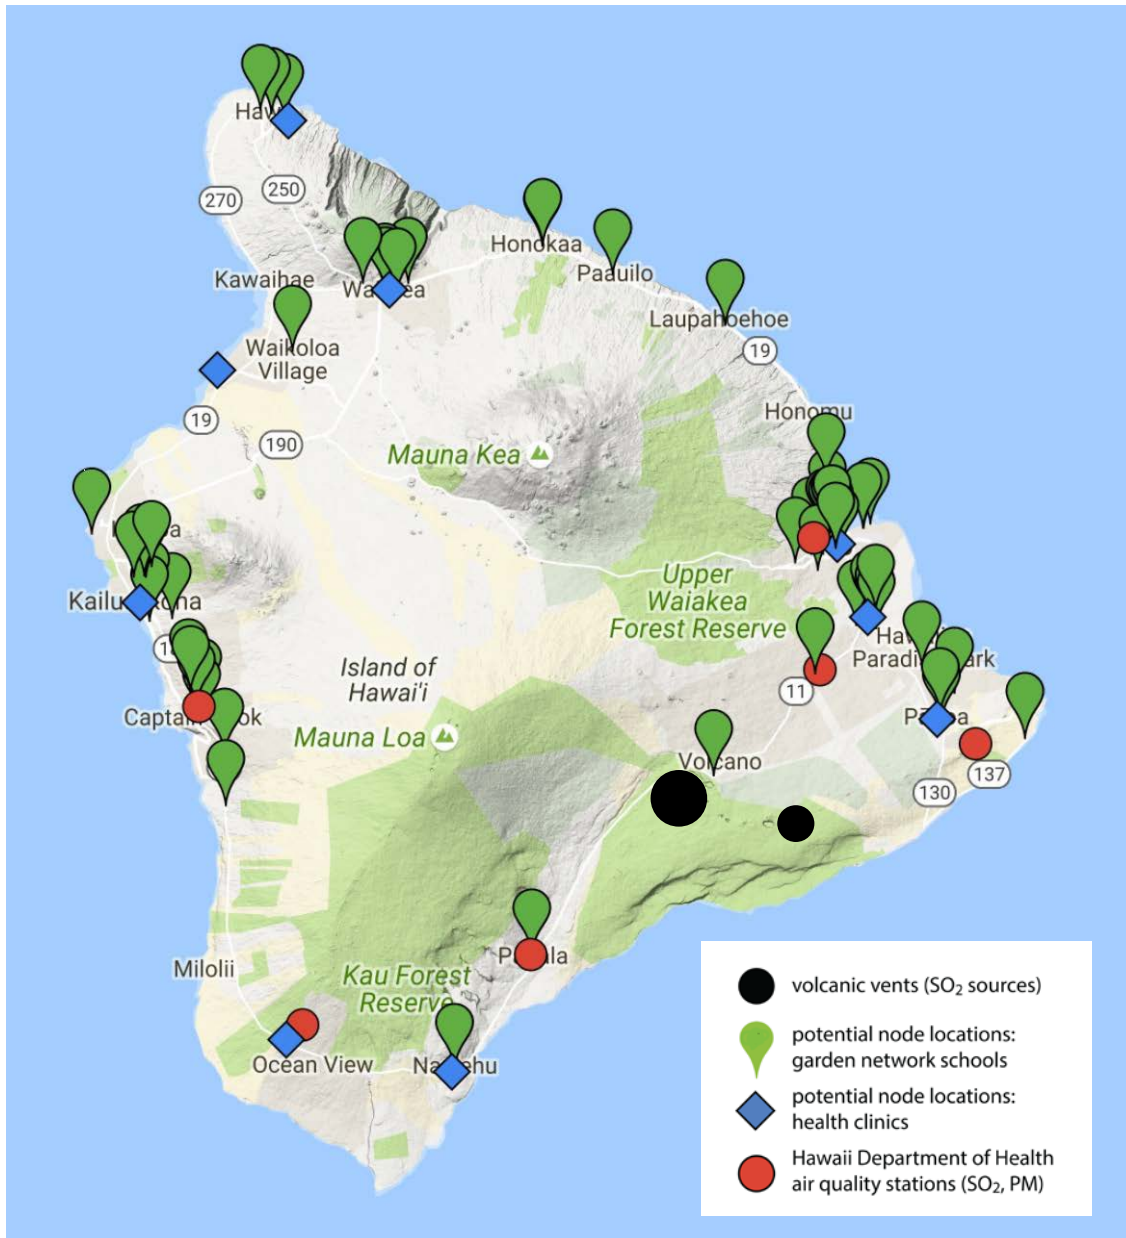 270
250
Honokaa
Paauilo
Kawaihae
Laupahoehoe
Waikoloa
Village
19
19
Honomu
190
Mauna Kea
Upper
Waiakea
Forest Reserve
Island of
Hawai'i
11
Captain
Mauna Loa
Volcano
137
130
Milolii
Kau Forest
Reserve
Ocean View
volcanic vents (SO₂ sources)
potential node locations:
garden network schools
potential node locations:
health clinics
Hawaii Department of Health
air quality stations (SO₂, PM)